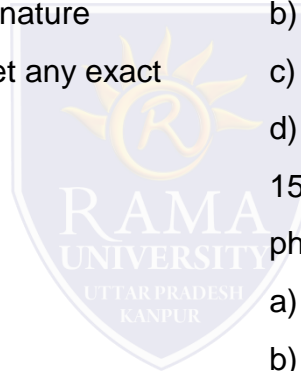 nature
et any exact
b)
c)
d)
15
ph
a)
b)
R
RAMA
UNIVERSITY
UTTAR PRADESH
KANPUR